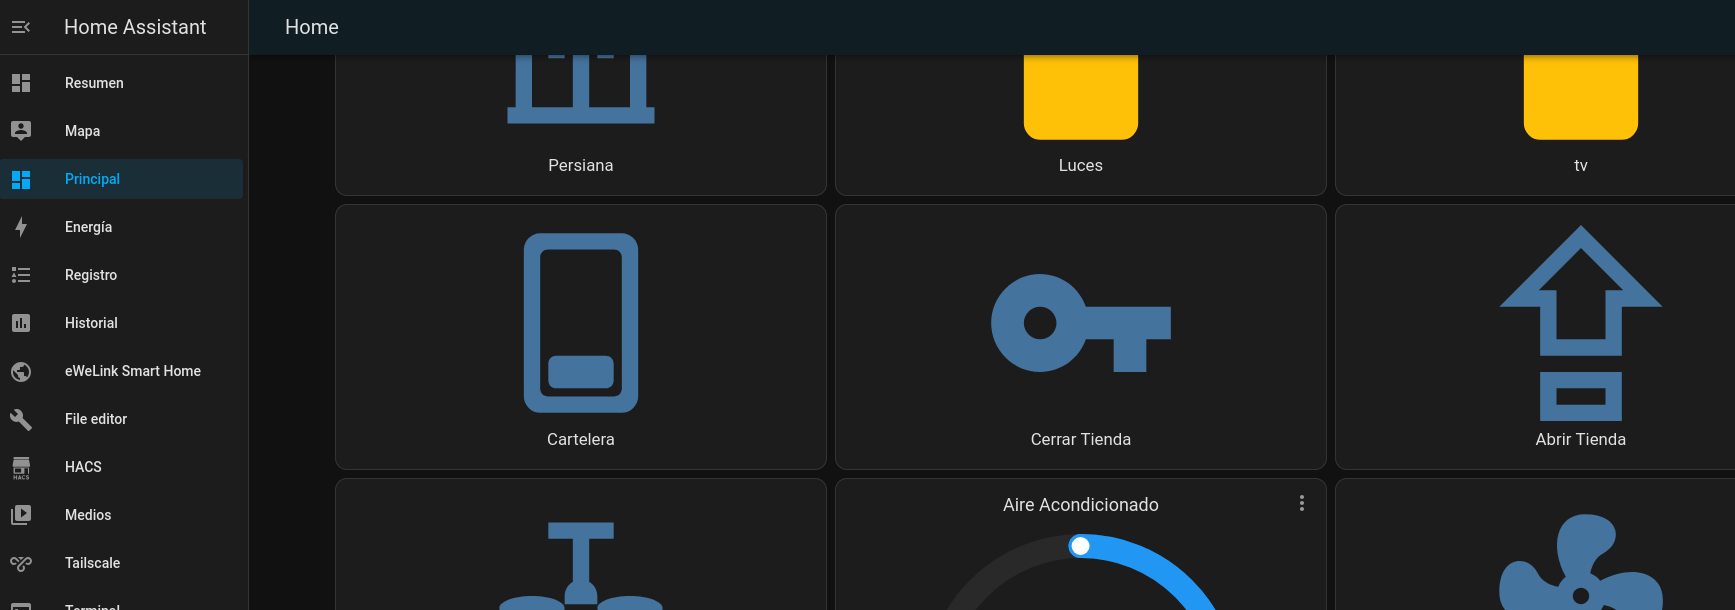 Home Assistant
Home
Resumen
Mapa
Principal
Energía
Registro
Historial
eWeLink Smart Home
File editor
HACS
HACS
Medios
Tailscale
Terminal
Persiana
Luces
tv
Cartelera
Cerrar Tienda
Abrir Tienda
Aire Acondicionado